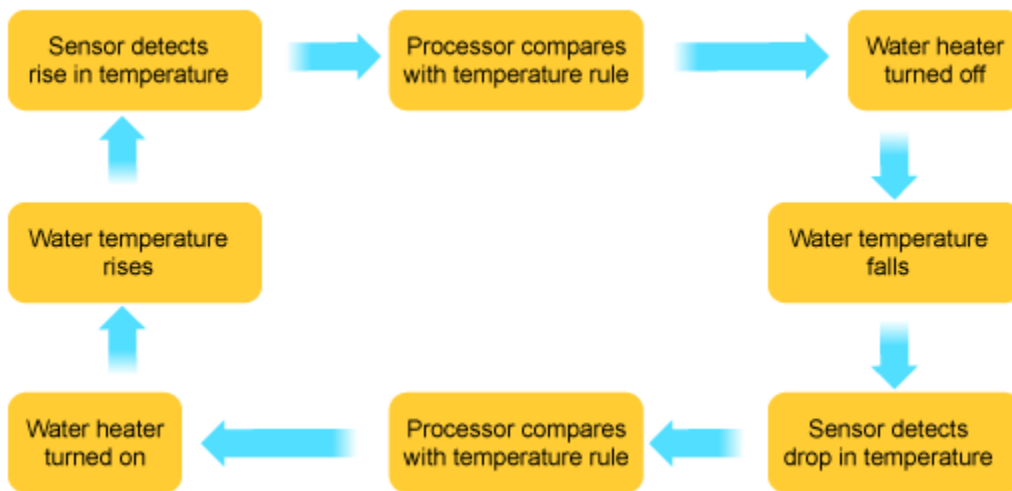 Sensor detects
rise in temperature
Processor compares
with temperature rule
Water heater
turned off
Water temperature
rises
Water temperature
falls
Water heater
turned on
Processor compares
with temperature rule
Sensor detects
drop in temperature